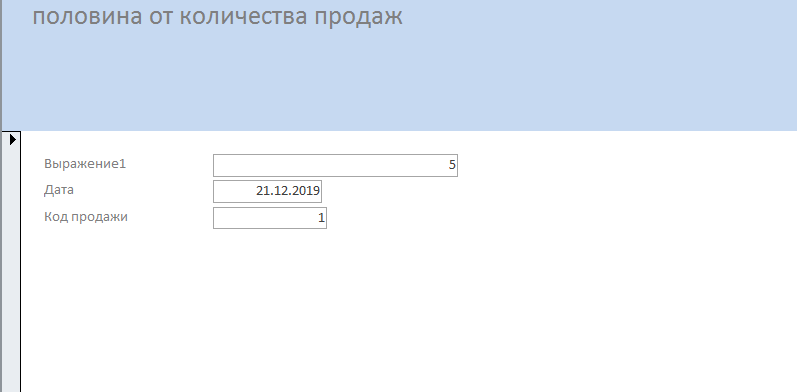 половина от количества продаж
Выражение1 5
Дата 21.12.2019
Код продажи 1